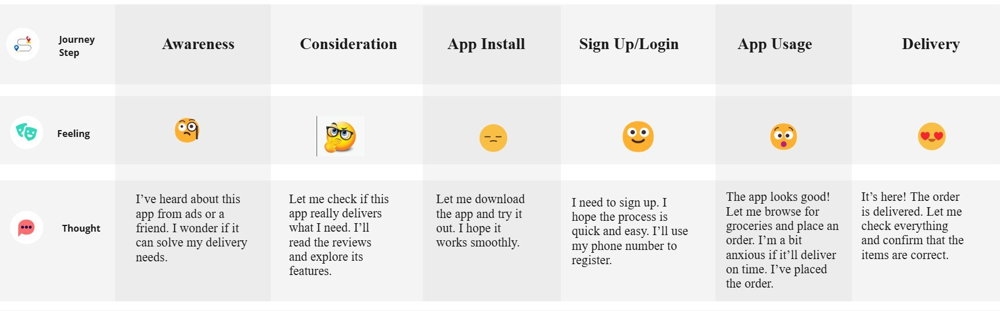 Journey
Step
Awareness
Consideration
App Install
Sign Up/Login
App Usage
Delivery
Feeling
Thought
I’ve heard about this
app from ads or a
friend. I wonder if it
can solve my delivery
needs.
Let me check if this
app really delivers
what I need. I’ll
read the reviews
and explore its
features.
Let me download
the app and try it
out. I hope it
works smoothly.
I need to sign up. I
hope the process is
quick and easy. I’ll use
my phone number to
register.
The app looks good!
Let me browse for
groceries and place an
order. I’m a bit
anxious if it’ll deliver
on time. I’ve placed
the order.
It’s here! The order
is delivered. Let me
check everything
and confirm that the
items are correct.